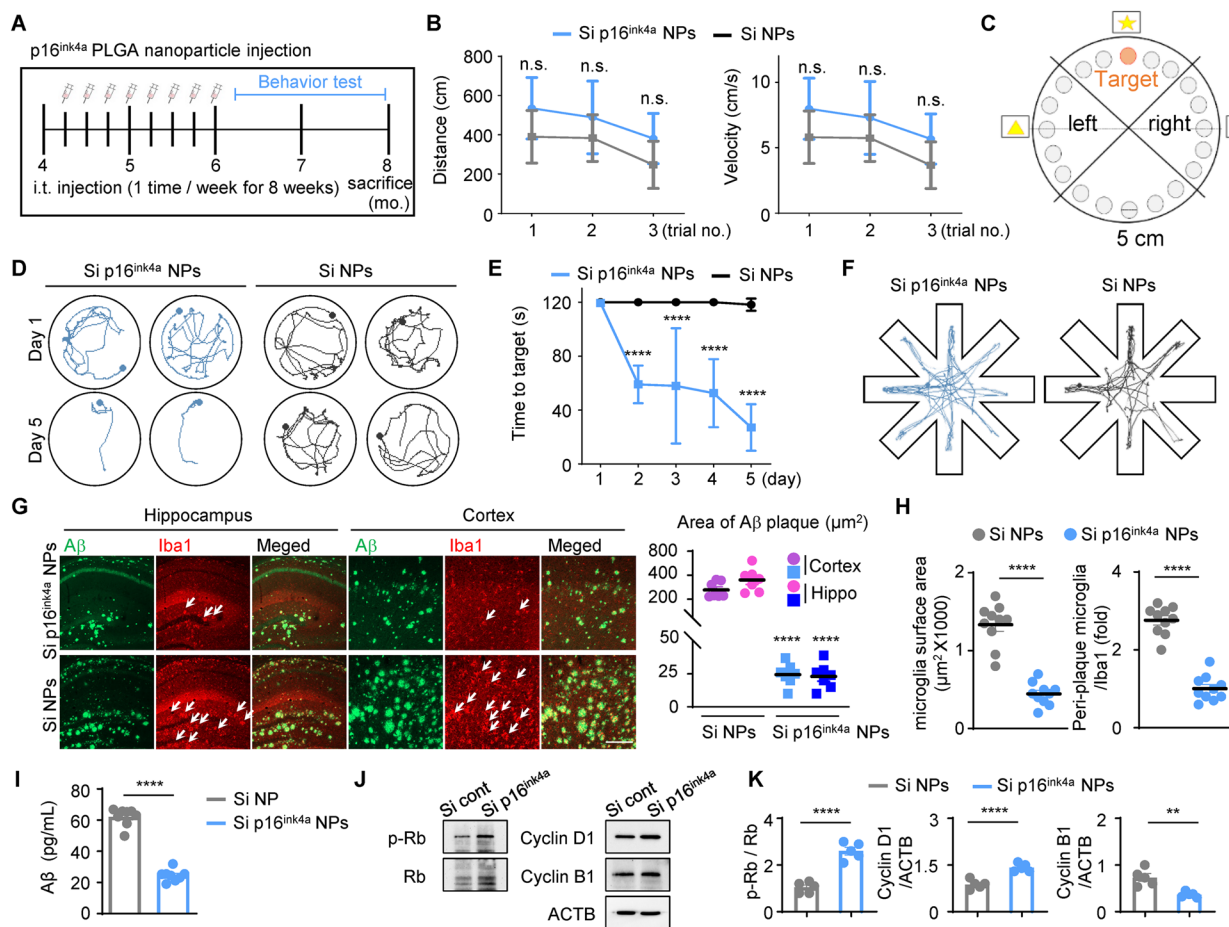 A
p16ink4a PLGA nanoparticle injection
Behavior test
4 5 6 7 8
i.t. injection (1 time / week for 8 weeks) sacrifice
(mo.)
B
Si p16ink4a NPs Si NPs
Distance (cm)
800
600
400
200
0
n.s. n.s. n.s.
1 2 3 (trial no.)
Velocity (cm/s)
10
5
0
n.s. n.s. n.s.
1 2 3 (trial no.)
C
Target
left right
5 cm
D
Si p16ink4a NPs Si NPs
Day 1
Day 5
E
Si p16ink4a NPs Si NPs
Time to target (s)
120
80
40
0
**** **** **** ****
1 2 3 4 5 (day)
F
Si p16ink4a NPs Si NPs
G
Hippocampus Cortex
Aβ Iba1 Meged Aβ Iba1 Meged
Si p16ink4a NPs
Si NPs
Area of Aβ plaque (µm2)
800
400
200
50
25
0
Cortex
Hippo
**** ****
Si NPs Si p16ink4a NPs
H
Si NPs Si p16ink4a NPs
microglia surface area
(µm2 X1000)
2
1
0
****
Peri-plaque microglia
/Iba1 (fold)
4
2
0
****
I
Aβ (pg/mL)
80
60
40
20
0
****
Si NP
Si p16ink4a NPs
J
Si cont Si p16ink4a Si cont Si p16ink4a
p-Rb Cyclin D1
Rb Cyclin B1
ACTB
K
Si NPs Si p16ink4a NPs
p-Rb / Rb
4
2
0
****
Cyclin D1
/ACTB
3
1.5
0
****
Cyclin B1
/ACTB
2
1
0
**